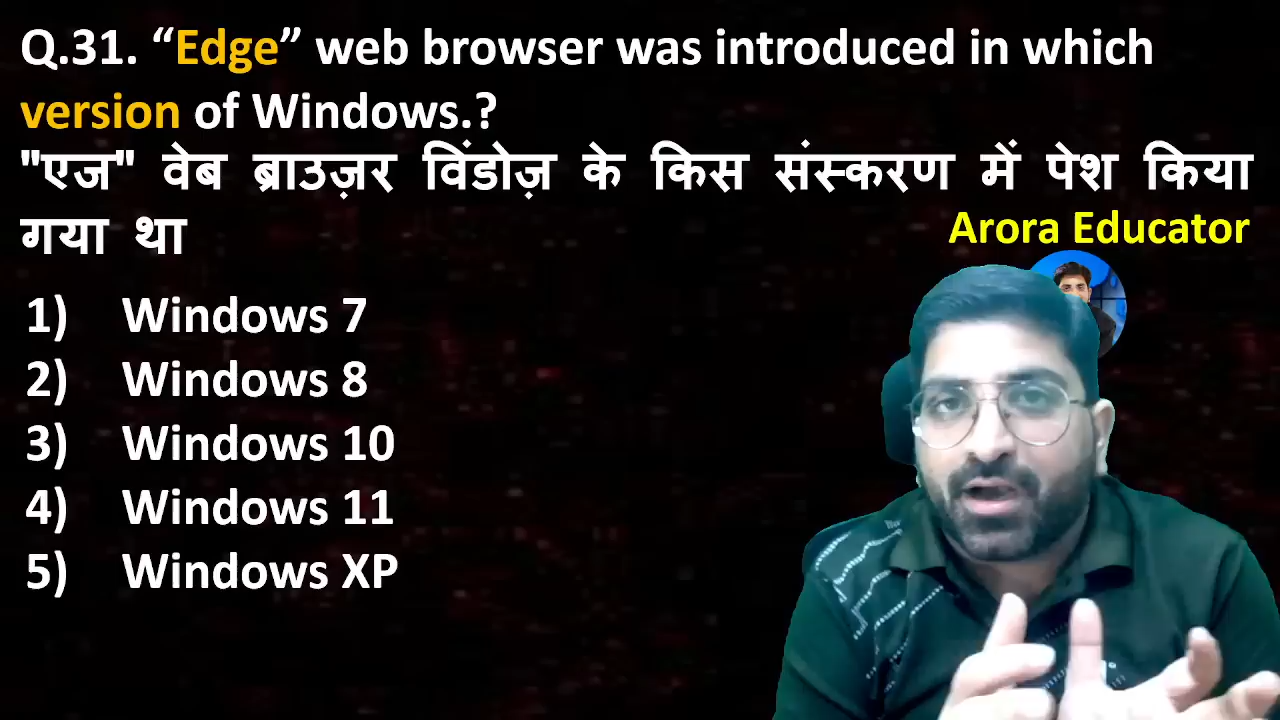 Q.31. “Edge” web browser was introduced in which
version of Windows.?
"एज" वेब ब्राउज़र विंडोज़ के किस संस्करण में पेश किया
गया था
Arora Educator
1) Windows 7
2) Windows 8
3) Windows 10
4) Windows 11
5) Windows XP